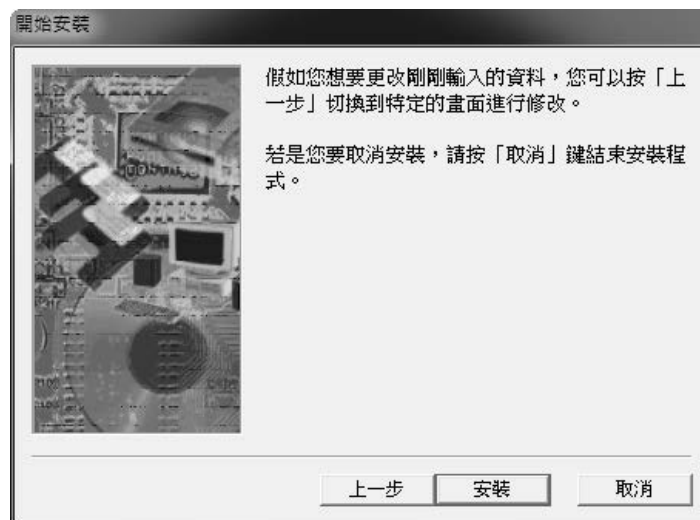 開始安裝
假如您想要更改剛剛輸入的資料，您可以按「上
一步」切換到特定的畫面進行修改。
若是您要取消安裝，請按「取消」鍵結束安裝程
式。
上一步
安裝
取消